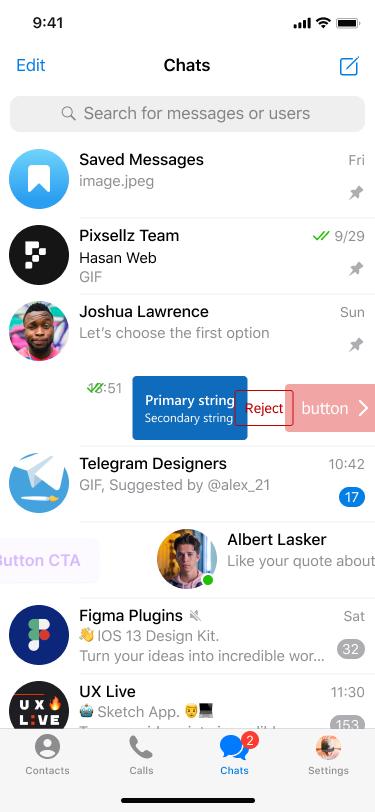 9:41
Edit
Chats
Search for messages or users
Saved Messages
Fri
image.jpeg
Pixsellz Team
9/29
Hasan Web
GIF
Joshua Lawrence
Sun
Let's choose the first option
Primary string
Secondary string
Reject
button
Telegram Designers
10:42
GIF, Suggested by @alex_21
17
Albert Lasker
Button CTA
Like your quote about
Figma Plugins
Sat
👋 IOS 13 Design Kit.
Turn your ideas into incredible wor...
32
UX Live
11:30
UX
LIVE
🤖 Sketch App. 👨💻
153
Contacts
Calls
Chats
2
Settings